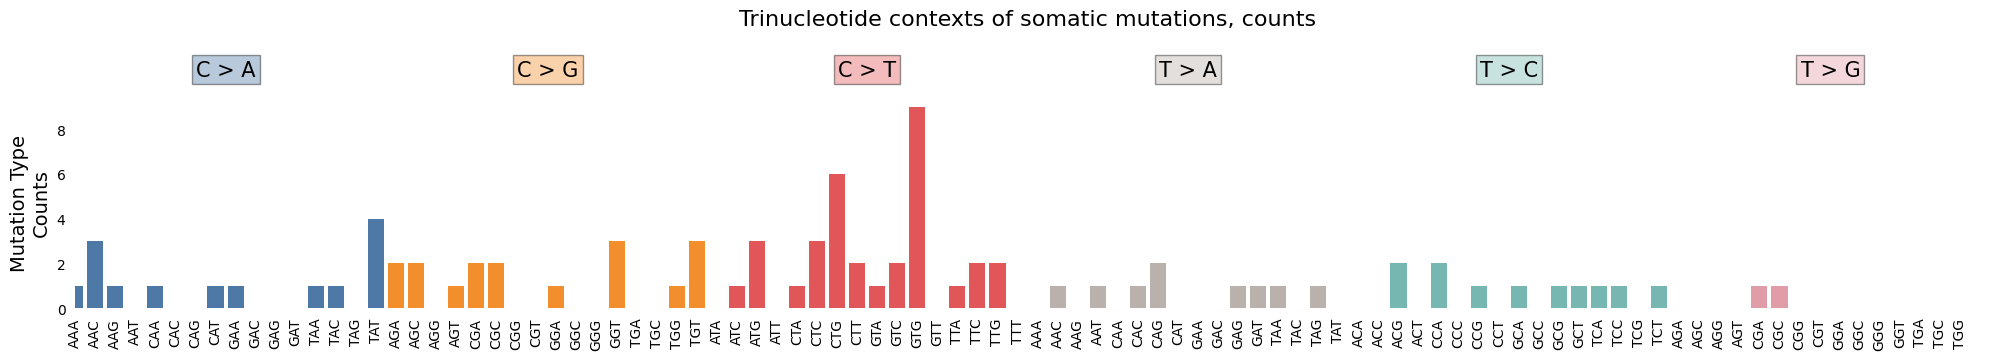 Trinucleotide contexts of somatic mutations, counts
C > A C > G C > T T > A T > C T > G
Mutation Type
Counts
8
6
4
2
0
AAA AAC AAG AAT CAA CAC CAG CAT GAA GAC GAG GAT TAA TAC TAG TAT AGA AGC AGG AGT CGA CGC CGG CGT GGA GGC GGG GGT TGA TGC TGG TGT ATA ATC ATG ATT CTA CTC CTG CTT GTA GTC GTG GTT TTA TTC TTG TTT AAA AAC AAG AAT CAA CAC CAG CAT GAA GAC GAG GAT TAA TAC TAG TAT ACA ACC ACG ACT CCA CCC CCG CCT GCA GCC GCG GCT TCA TCC TCG TCT AGA AGC AGG AGT CGA CGC CGG CGT GGA GGC GGG GGT TGA TGC TGG